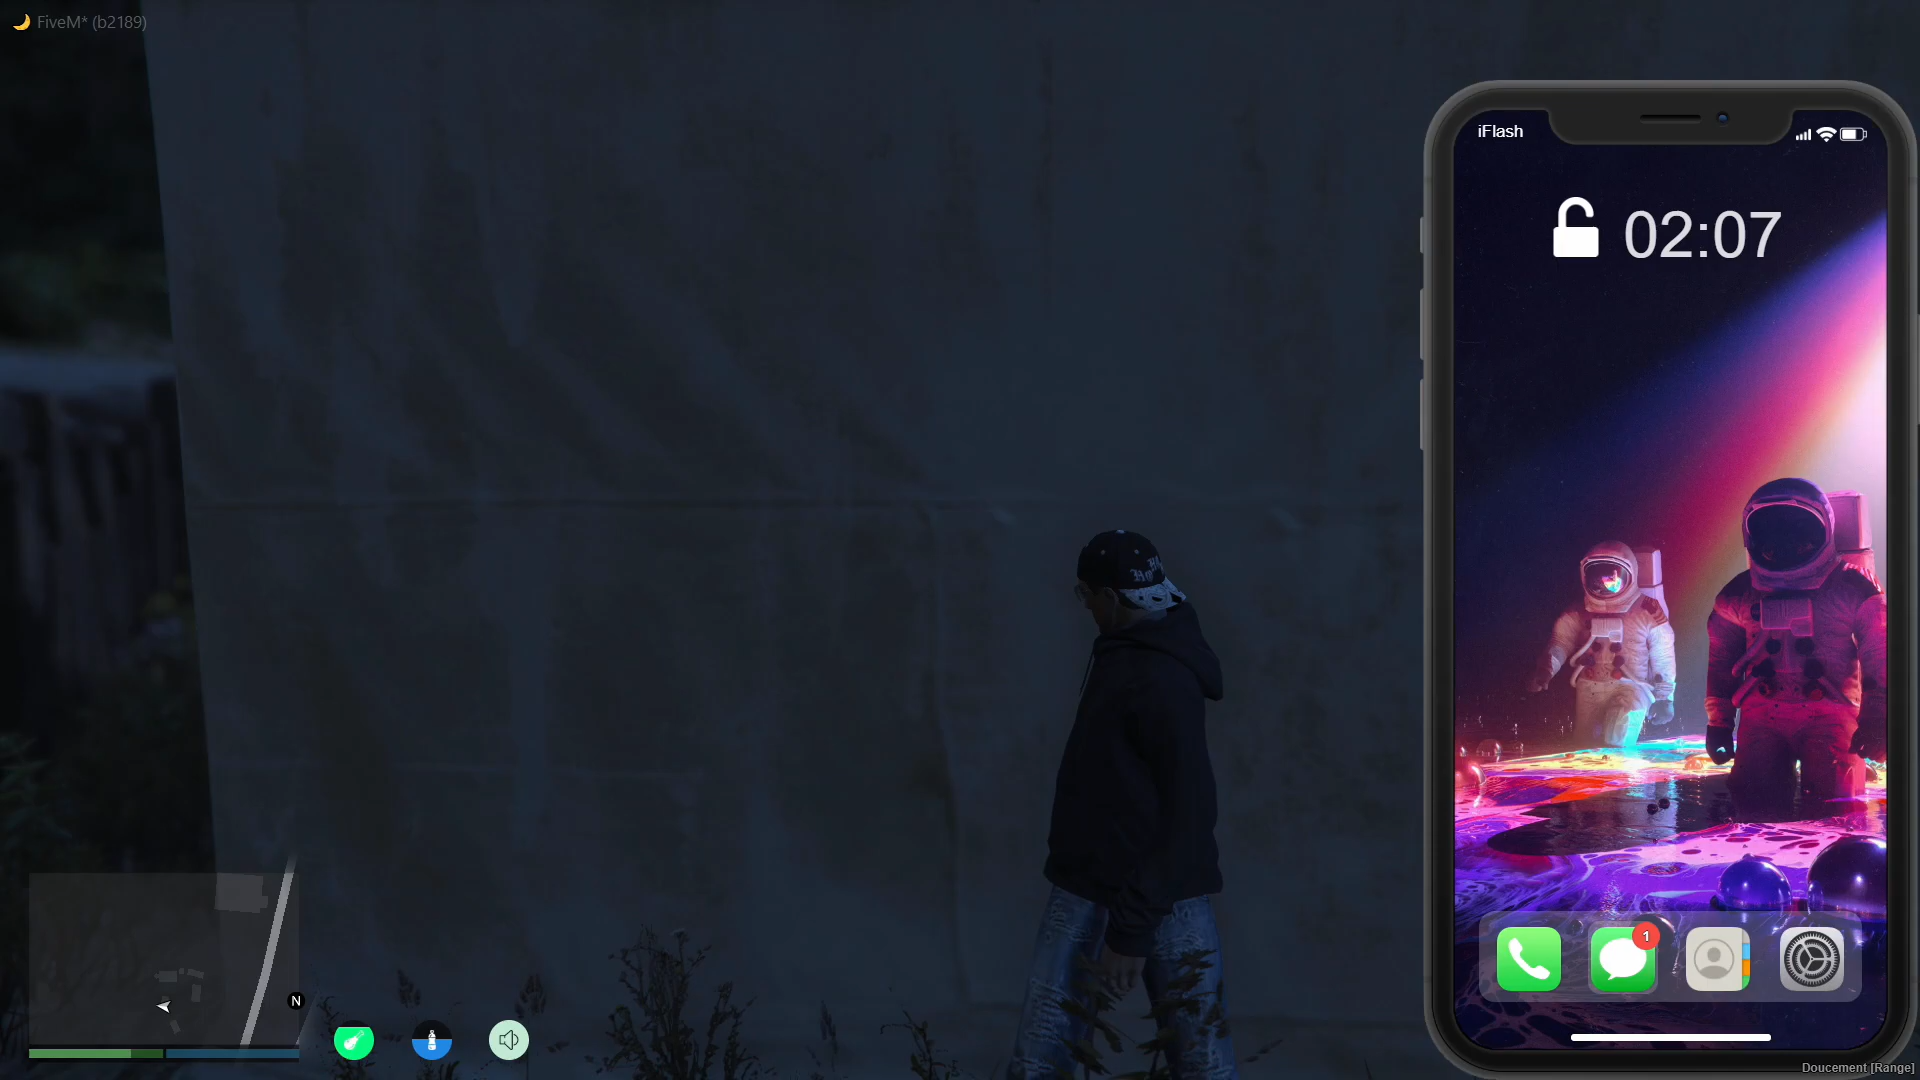 FiveM* (b2189)
iFlash
02:07
1
N
Doucement [Range]